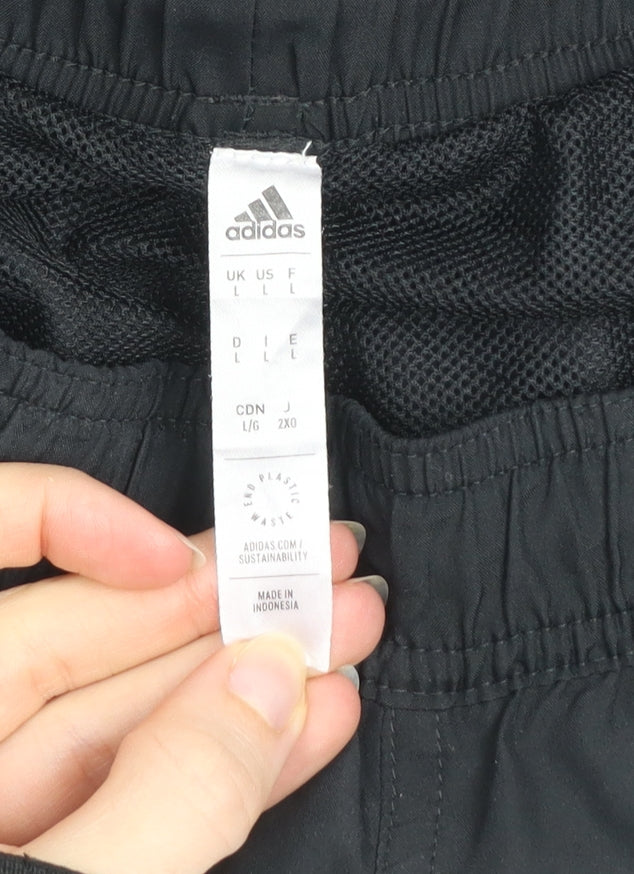 adidas
UK US F
L L L
D I E
L L L
CDN J
L/G 2XO
END PLASTIC WASTE
ADIDAS.COM/
SUSTAINABILITY
MADE IN
INDONESIA